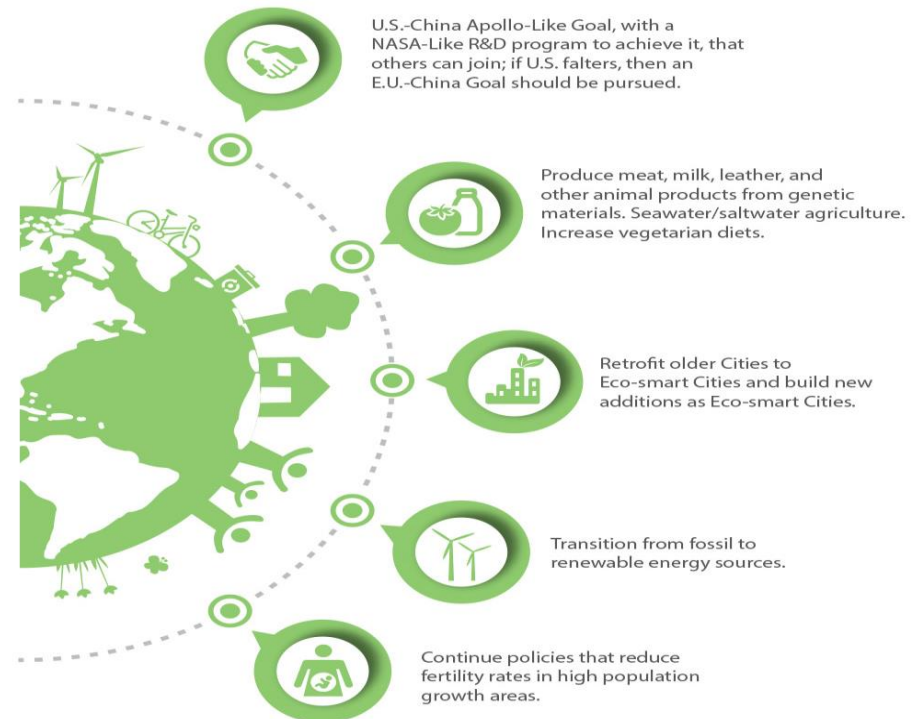 U.S.-China Apollo-Like Goal, with a
NASA-Like R&D program to achieve it, that
others can join; if U.S. falters, then an
E.U.-China Goal should be pursued.
Produce meat, milk, leather, and
other animal products from genetic
materials. Seawater/saltwater agriculture.
Increase vegetarian diets.
Retrofit older Cities to
Eco-smart Cities and build new
additions as Eco-smart Cities.
Transition from fossil to
renewable energy sources.
Continue policies that reduce
fertility rates in high population
growth areas.